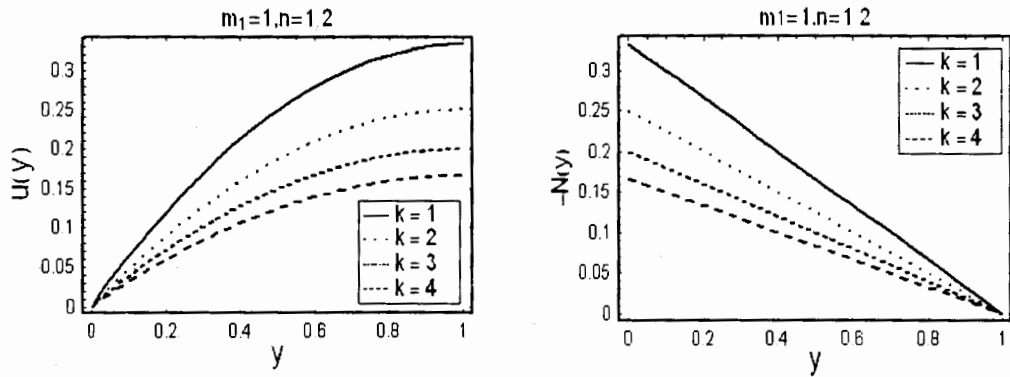 m₁=1,n=1.2
u(y)
0.3
0.25
0.2
0.15
0.1
0.05
0
k = 1
k = 2
k = 3
k = 4
0 0.2 0.4 0.6 0.8 1
y
m1=1.n=1 2
-N(y)
0.3
0.25
0.2
0.15
0.1
0.05
0
k = 1
k = 2
k = 3
k = 4
0 0.2 0.4 0.6 0.8 1
y